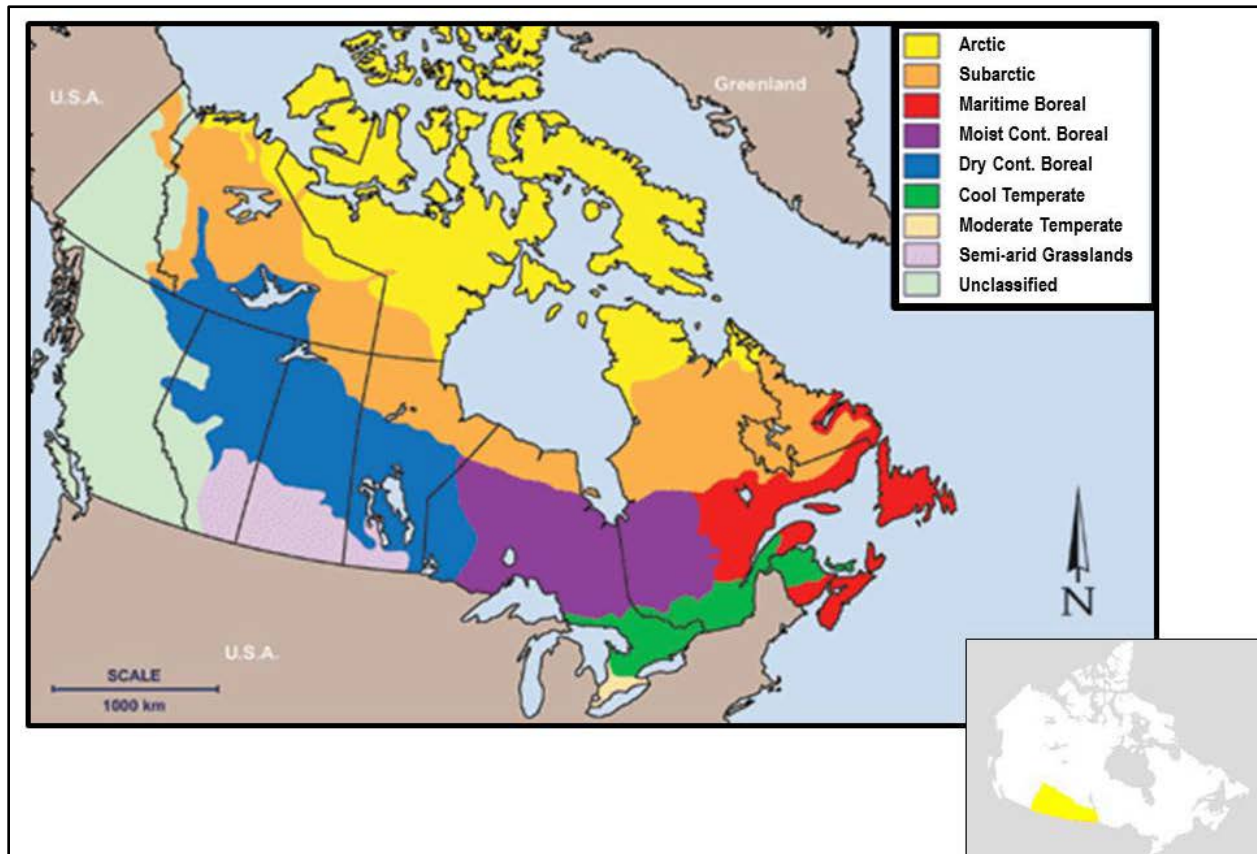 U.S.A.
Greenland
Arctic
Subarctic
Maritime Boreal
Moist Cont. Boreal
Dry Cont. Boreal
Cool Temperate
Moderate Temperate
Semi-arid Grasslands
Unclassified
N
U.S.A.
SCALE
1000 km